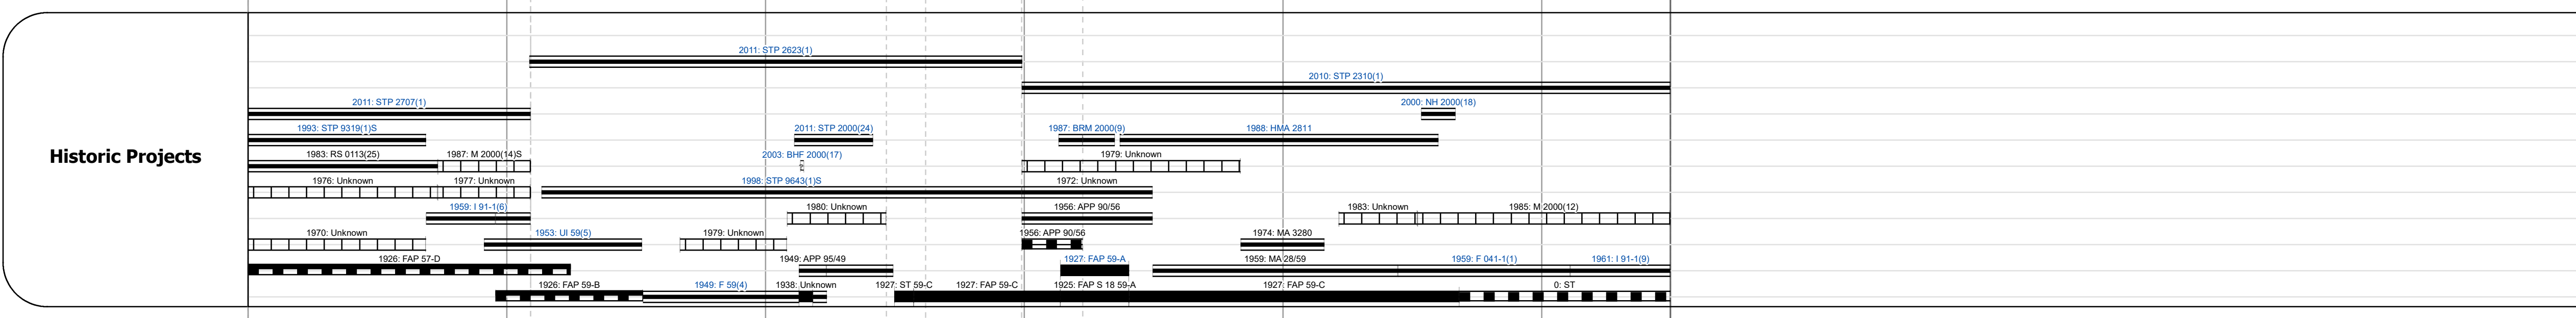 2011: STP 2623(1)
2010: STP 2310(1)
2011: STP 2707(1)
2000: NH 2000(18)
1993: STP 9319(1)S
2011: STP 2000(24)
1987: BRM 2000(9)
1988: HMA 2811
Historic Projects
1983: RS 0113(25)
1987: M 2000(14)S
2003: BHF 2000(17)
1979: Unknown
1976: Unknown
1977: Unknown
1998: STP 9643(1)S
1972: Unknown
1959: I 91-1(6)
1980: Unknown
1956: APP 90/56
1983: Unknown
1985: M 2000(12)
1970: Unknown
1953: UI 59(5)
1979: Unknown
1956: APP 90/56
1974: MA 3280
1926: FAP 57-D
1949: APP 95/49
1927: FAP 59-A
1959: MA 28/59
1959: F 041-1(1)
1961: I 91-1(9)
1926: FAP 59-B
1949: F 59(4)
1938: Unknown
1927: ST 59-C
1927: FAP 59-C
1925: FAP S 18 59-A
1927: FAP 59-C
0: ST